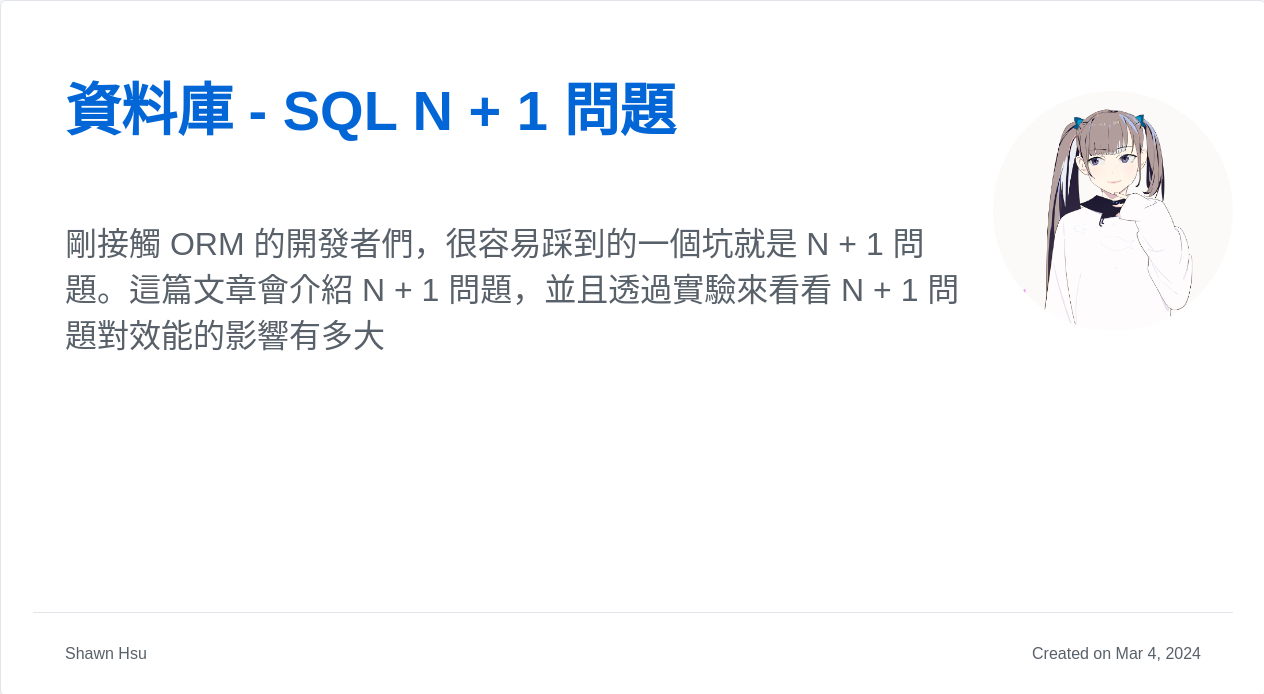 資料庫 - SQL N + 1 問題
剛接觸 ORM 的開發者們，很容易踩到的一個坑就是 N + 1 問
題。這篇文章會介紹 N + 1 問題，並且透過實驗來看看 N + 1 問
題對效能的影響有多大
Shawn Hsu
Created on Mar 4, 2024